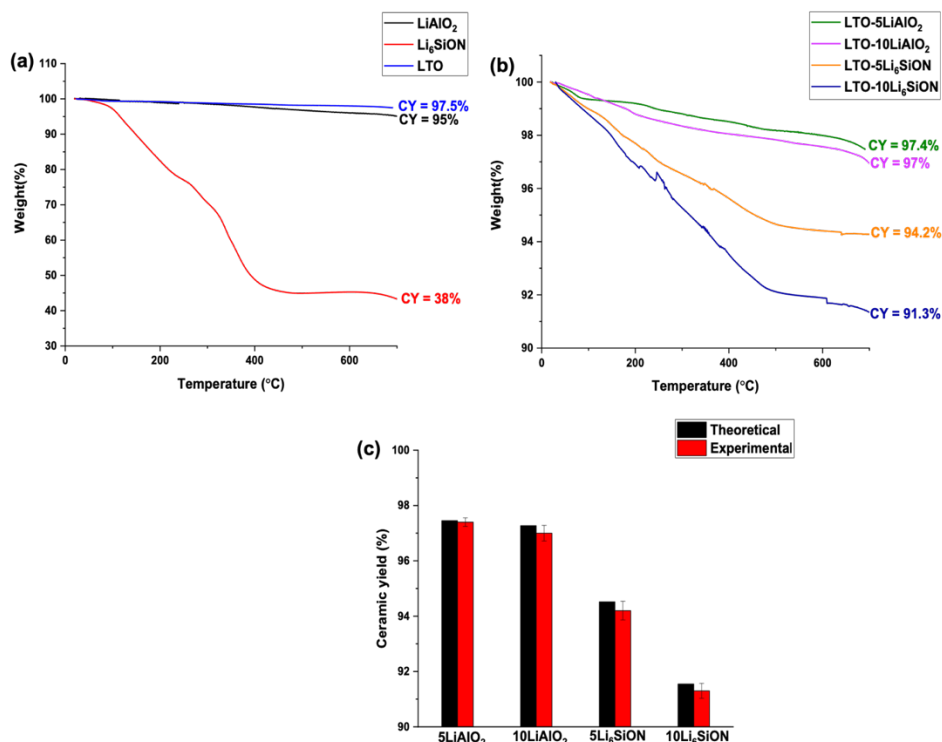 (a)
LiAlO₂
Li₆SiON
LTO
110
100
90
80
70
60
50
40
30
Weight(%)
CY = 97.5%
CY = 95%
CY = 38%
0
200
400
600
Temperature (°C)
(b)
LTO-5LiAlO₂
LTO-10LiAlO₂
LTO-5Li₆SiON
LTO-10Li₆SiON
100
98
96
94
92
90
Weight(%)
CY = 97.4%
CY = 97%
CY = 94.2%
CY = 91.3%
0
200
400
600
Temperature (°C)
(c)
Theoretical
Experimental
100
98
96
94
92
90
Ceramic yield (%)
5LiAlO₂
10LiAlO₂
5Li₆SiON
10Li₆SiON